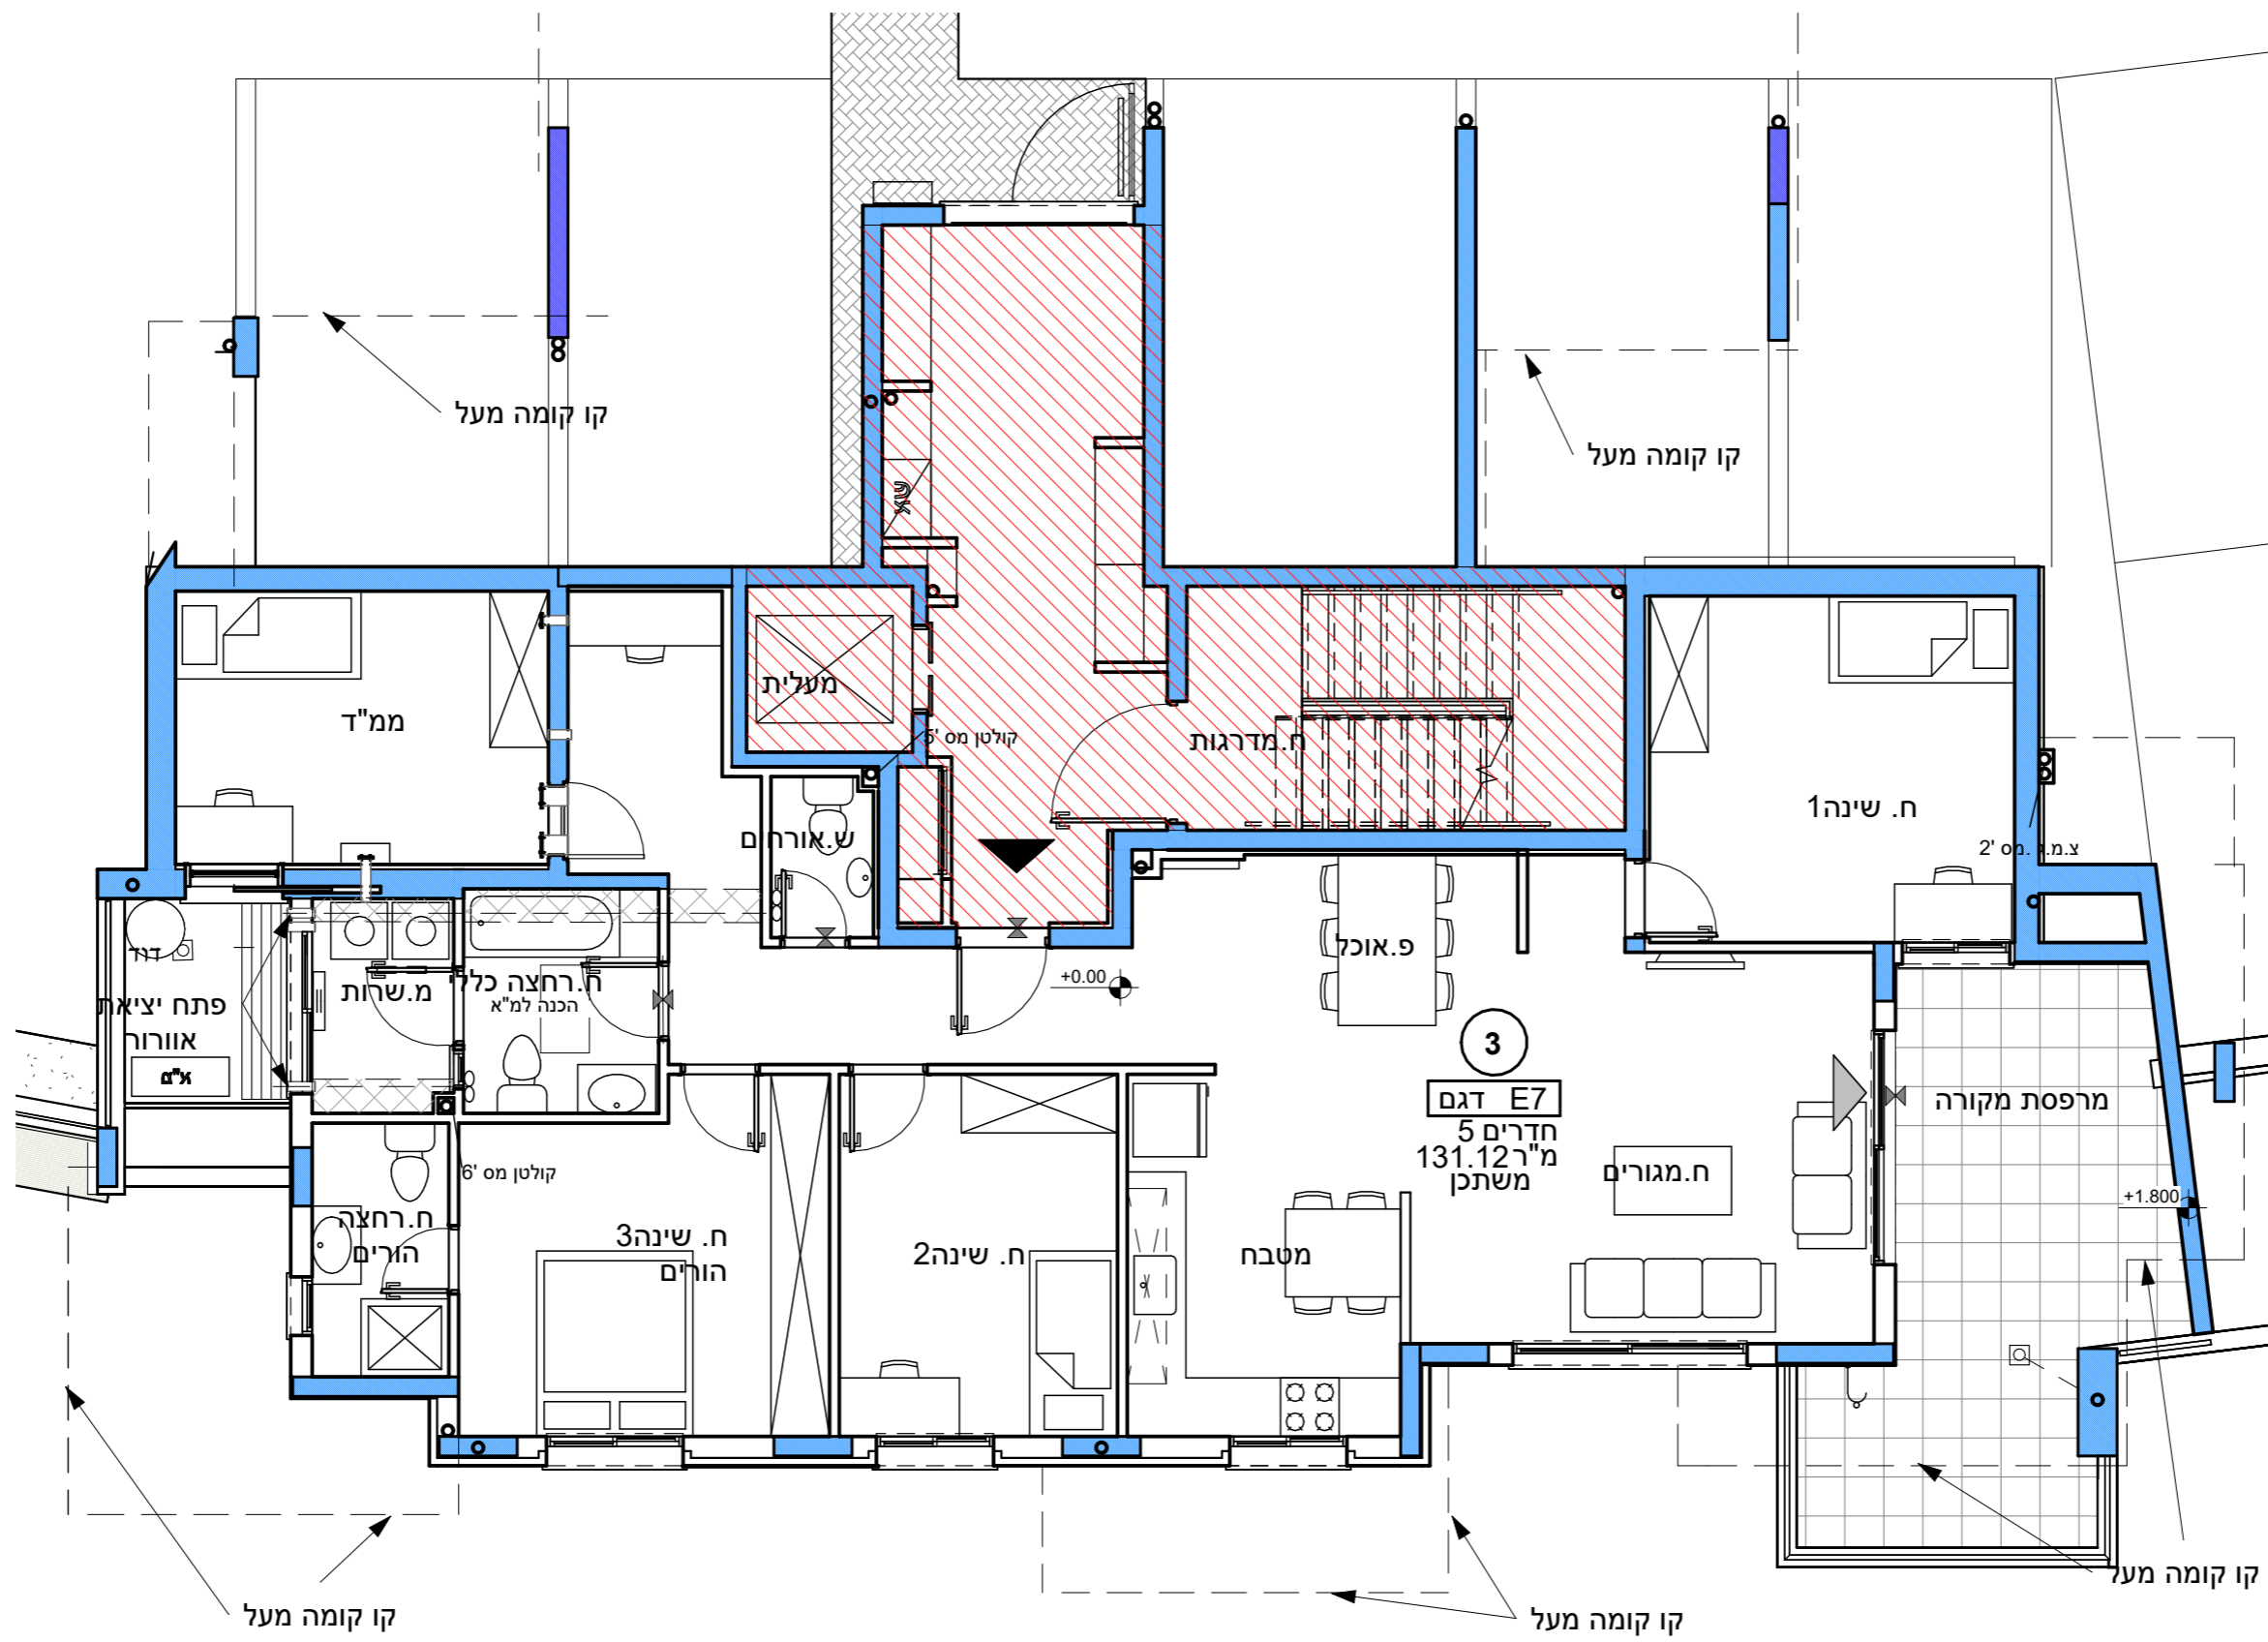 קו קומה מעל
קו קומה מעל
שא
מעלית
ממ"ד
קולטן מס '5
ח.מדרגות
ח. שינה1
צ.מ.ג .מס '2
ש.אורחים
פ.אוכל
+0.00
דוד
פתח יציאת
אוורור
א"ם
מ.שרות
ח.רחצה כללי
הכנה למ"א
3
דגם E7
5 חדרים
131.12 מ"ר
משתכן
מרפסת מקורה
+1.800
קולטן מס '6
ח.מגורים
ח.רחצה
הורים
ח. שינה3
הורים
ח. שינה2
מטבח
קו קומה מעל
קו קומה מעל
קו קומה מעל